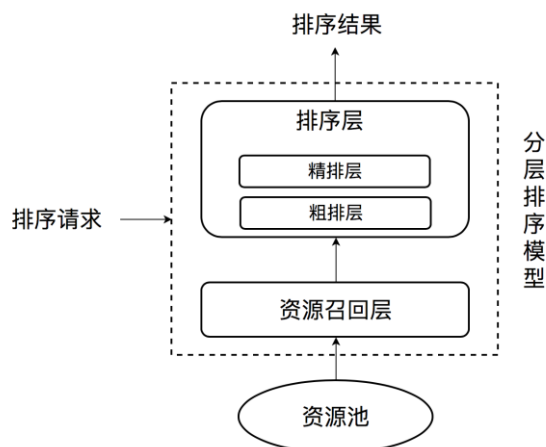 排序结果
排序层
精排层
粗排层
排序请求
资源召回层
资源池
分层排序模型